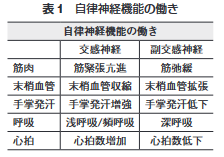 表1 自律神経機能の働き
自律神経機能の働き
交感神経 副交感神経
筋肉 筋緊張亢進 筋弛緩
末梢血管 末梢血管収縮 末梢血管拡張
手掌発汗 手掌発汗増強 手掌発汗低下
呼吸 浅呼吸/頻呼吸 深呼吸
心拍 心拍数増加 心拍数低下